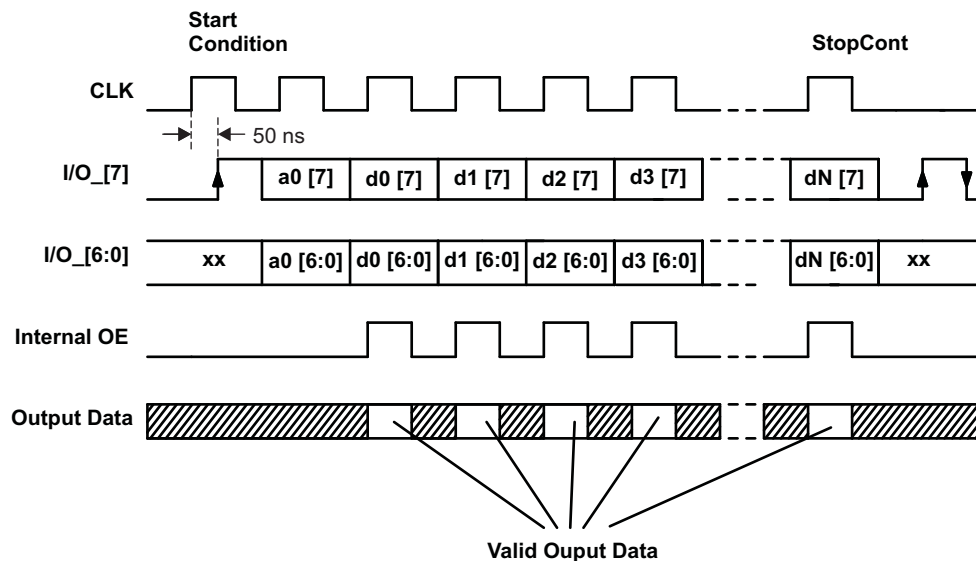 Start
Condition
StopCont
CLK
50 ns
I/O_[7]
a0 [7] d0 [7] d1 [7] d2 [7] d3 [7] dN [7]
I/O_[6:0]
xx a0 [6:0] d0 [6:0] d1 [6:0] d2 [6:0] d3 [6:0] dN [6:0] xx
Internal OE
Output Data
Valid Ouput Data